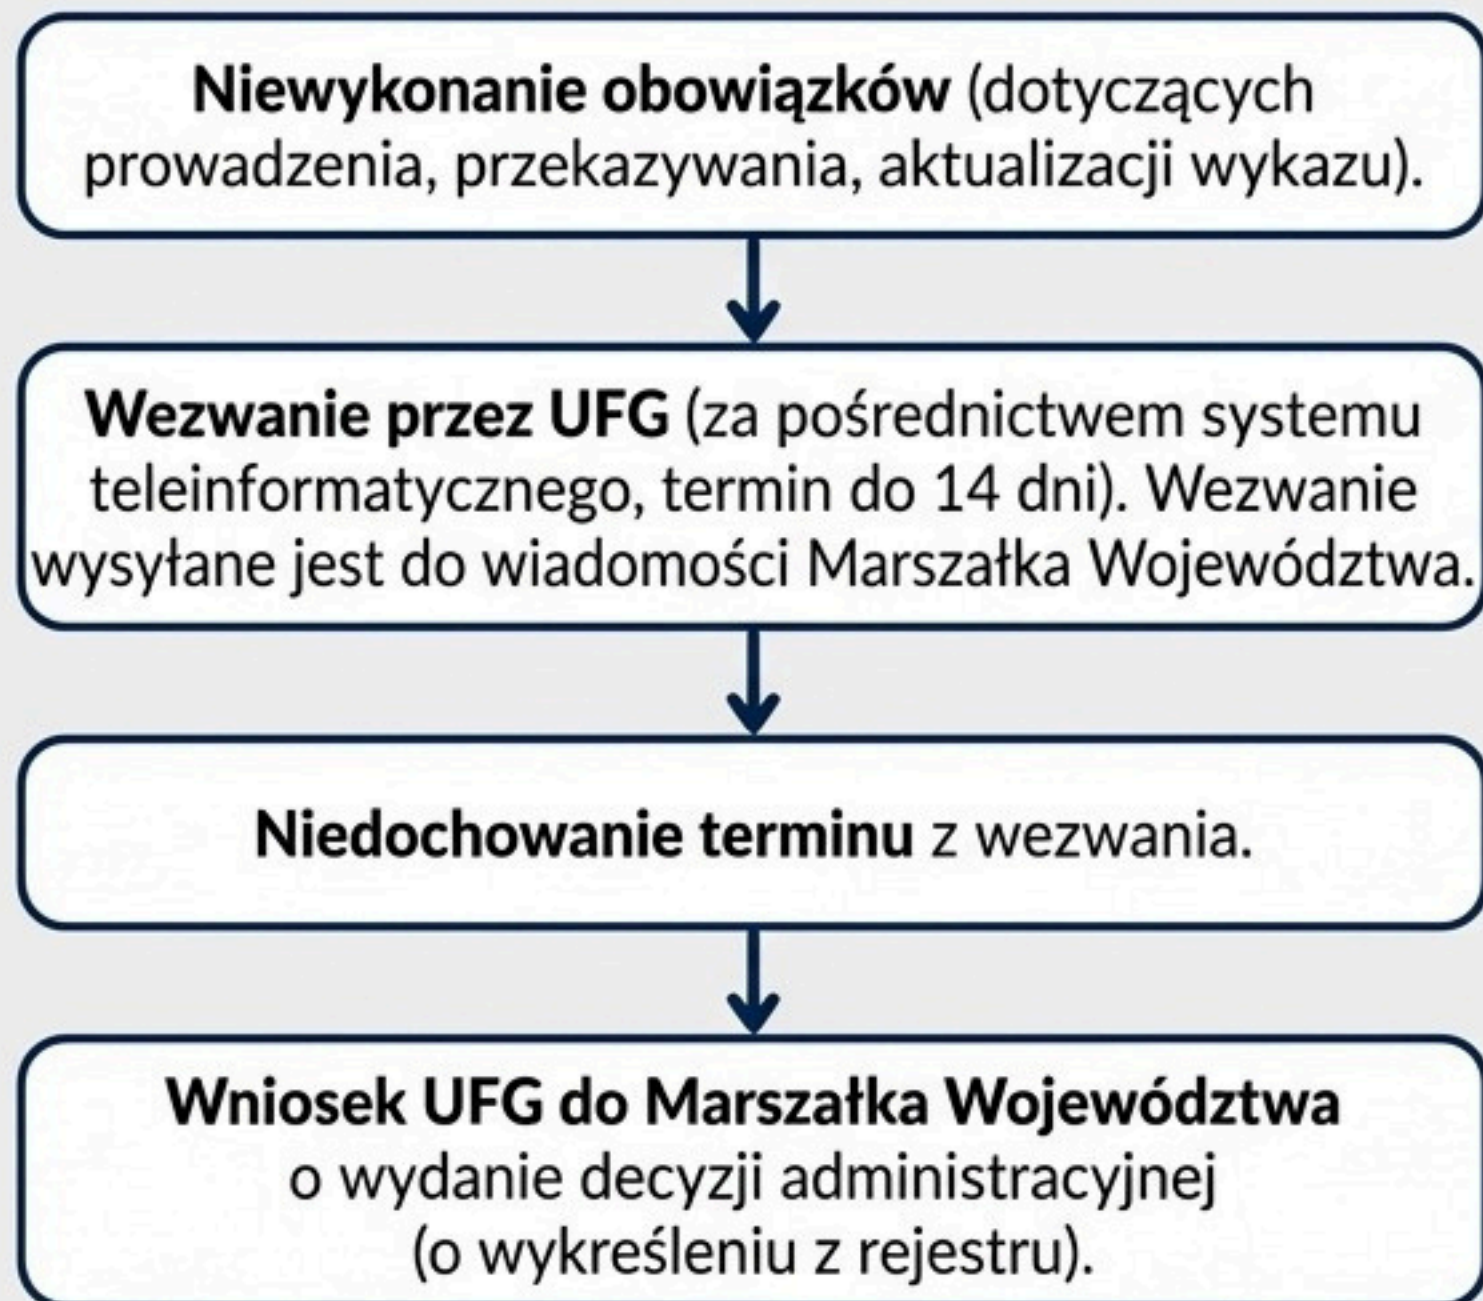 Niewykonanie obowiązków (dotyczących
prowadzenia, przekazywania, aktualizacji wykazu).
Wezwanie przez UFG (za pośrednictwem systemu
teleinformatycznego, termin do 14 dni). Wezwanie
wysyłane jest do wiadomości Marszałka Województwa.
Niedochowanie terminu z wezwania.
Wniosek UFG do Marszałka Województwa
o wydanie decyzji administracyjnej
(o wykreśleniu z rejestru).